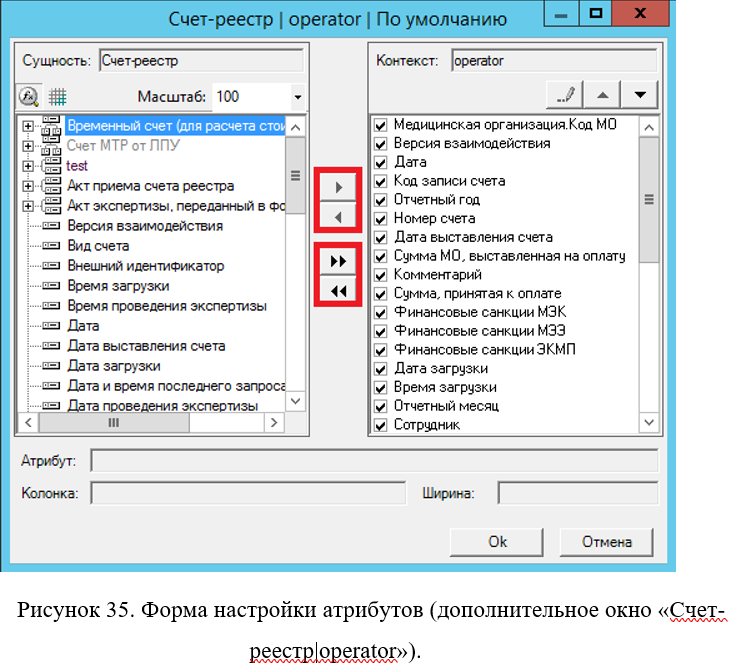 Счет-реестр | operator | По умолчанию
Сущность: Счет-реестр
Контекст: operator
Масштаб: 100
Временный счет (для расчета стои
Счет МТР от ЛПУ
test
Акт приема счета реестра
Акт экспертизы, переданный в фо
Версия взаимодействия
Вид счета
Внешний идентификатор
Время загрузки
Время проведения экспертизы
Дата
Дата выставления счета
Дата загрузки
Дата и время последнего запроса
Дата проведения экспертизы
Медицинская организация.Код МО
Версия взаимодействия
Дата
Код записи счета
Отчетный год
Номер счета
Дата выставления счета
Сумма МО, выставленная на оплату
Комментарий
Сумма, принятая к оплате
Финансовые санкции МЭК
Финансовые санкции МЭЭ
Финансовые санкции ЭКМП
Дата загрузки
Время загрузки
Отчетный месяц
Сотрудник
Атрибут:
Колонка:
Ширина:
Ok
Отмена
Рисунок 35. Форма настройки атрибутов (дополнительное окно «Счет-
реестр|operator»).